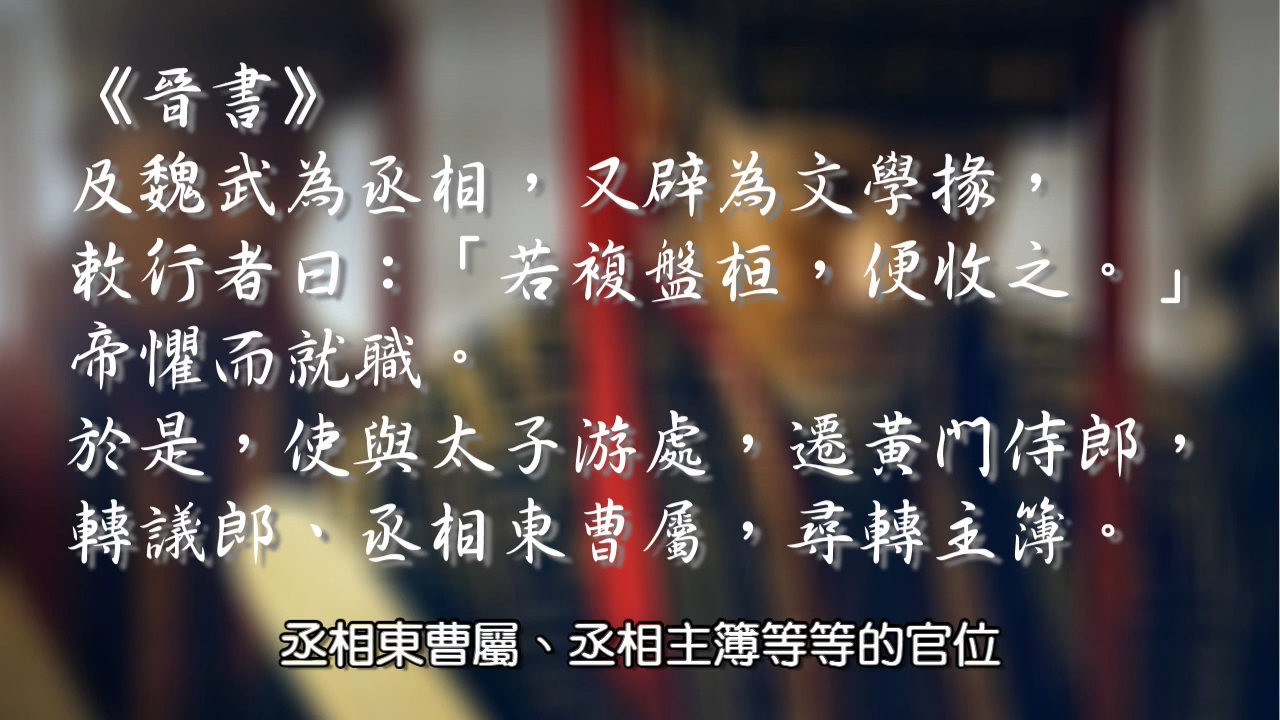 《晉書》
及魏武為丞相，又辟為文學掾，
敕行者曰：「若複盤桓，便收之。」
帝懼而就職。
於是，使與太子游處，遷黃門侍郎，
轉議郎、丞相東曹屬，尋轉主簿。
丞相東曹屬、丞相主簿等等的官位